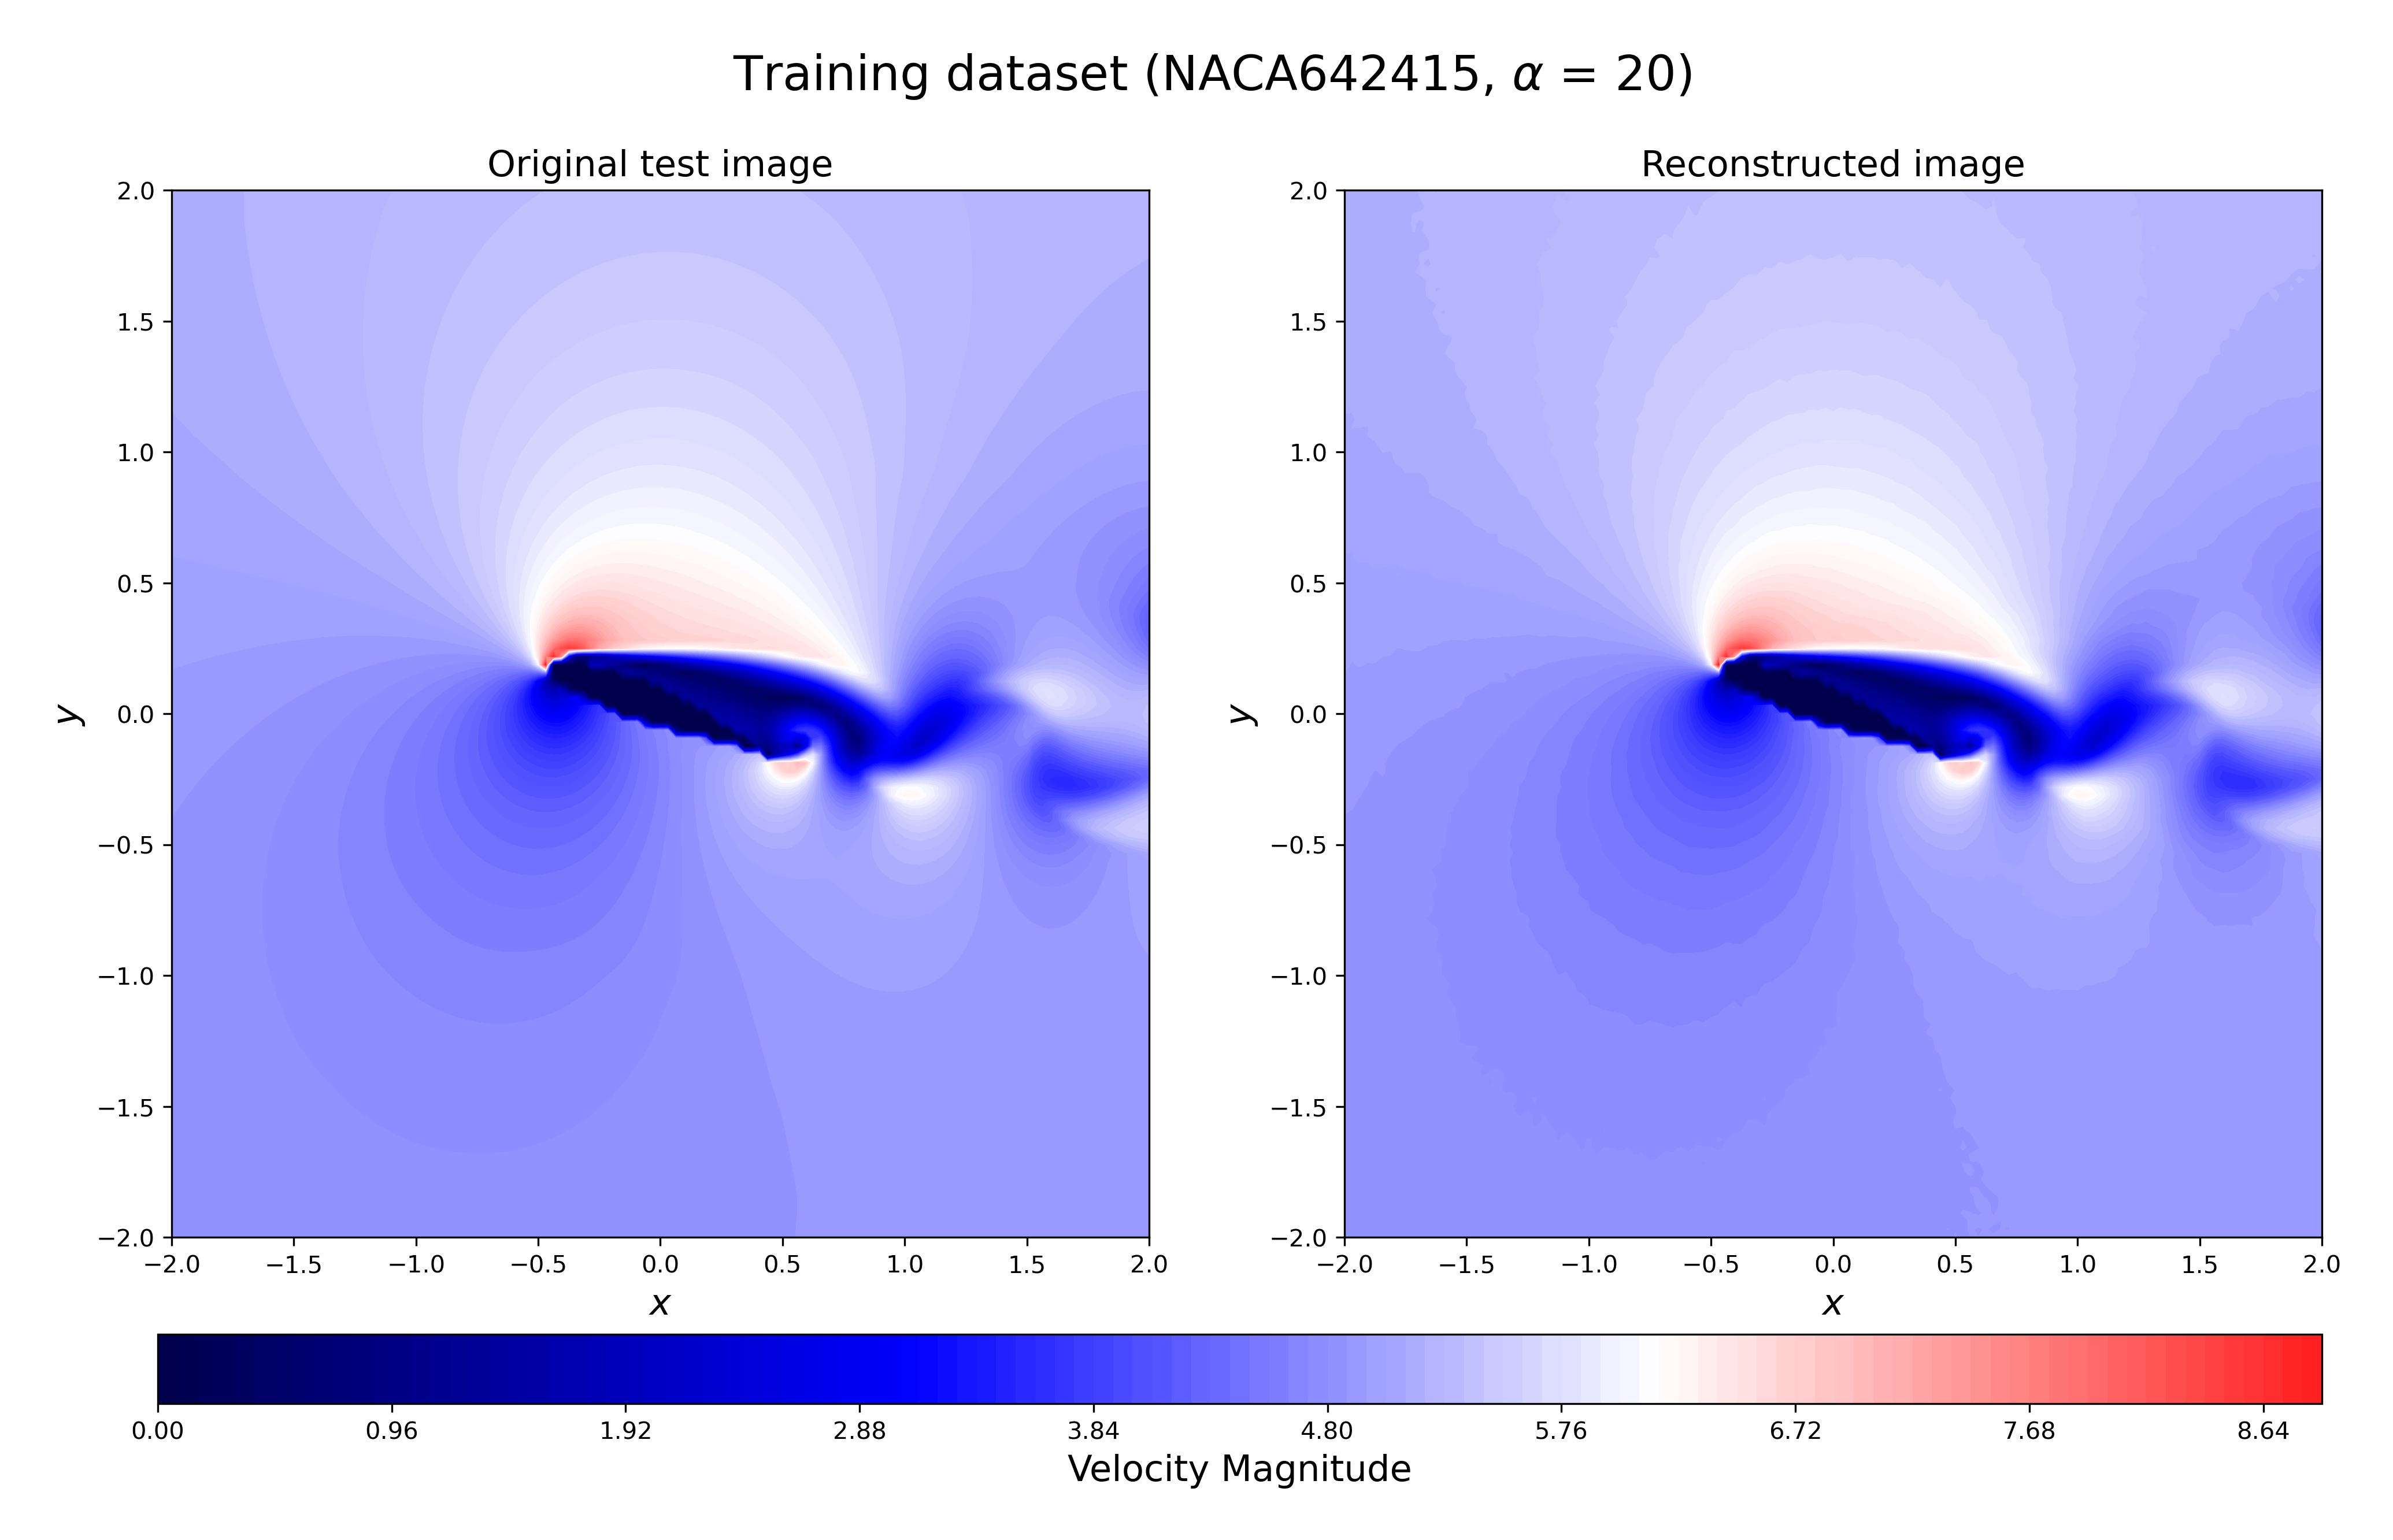 Training dataset (NACA642415, α = 20)
Original test image
Reconstructed image
2.0
1.5
1.0
0.5
0.0
−0.5
−1.0
−1.5
−2.0
y
−2.0 −1.5 −1.0 −0.5 0.0 0.5 1.0 1.5 2.0
x
2.0
1.5
1.0
0.5
0.0
−0.5
−1.0
−1.5
−2.0
y
−2.0 −1.5 −1.0 −0.5 0.0 0.5 1.0 1.5 2.0
x
0.00 0.96 1.92 2.88 3.84 4.80 5.76 6.72 7.68 8.64
Velocity Magnitude